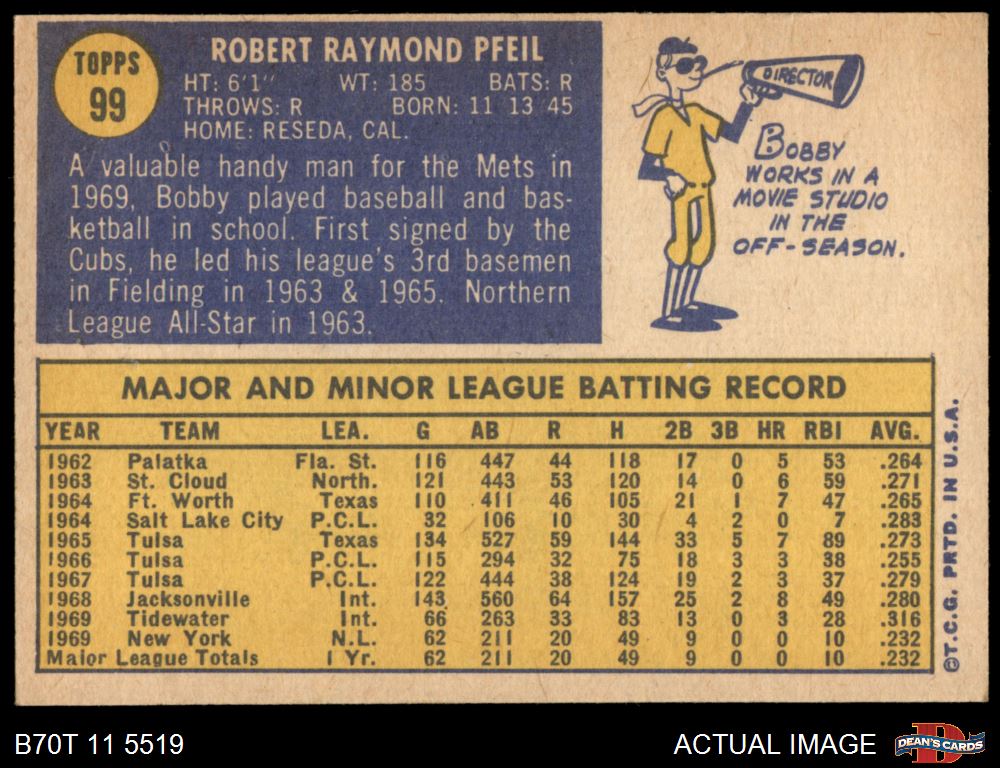 TOPPS
99
ROBERT RAYMOND PFEIL
HT: 6'1" WT: 185 BATS: R
THROWS: R BORN: 11 13 45
HOME: RESEDA, CAL.
A valuable handy man for the Mets in
1969, Bobby played baseball and bas-
ketball in school. First signed by the
Cubs, he led his league's 3rd basemen
in Fielding in 1963 & 1965. Northern
League All-Star in 1963.
DIRECTOR
BOBBY
WORKS IN A
MOVIE STUDIO
IN THE
OFF-SEASON.
MAJOR AND MINOR LEAGUE BATTING RECORD
YEAR TEAM LEA. G AB R H 2B 3B HR RBI AVG.
1962 Palatka Fla. St. 116 447 44 118 17 0 5 53 .264
1963 St. Cloud North. 121 443 53 120 14 0 6 59 .271
1964 Ft. Worth Texas 110 411 46 105 21 1 7 47 .265
1964 Salt Lake City P.C.L. 32 106 10 30 4 2 0 7 .283
1965 Tulsa Texas 134 527 59 144 33 5 7 89 .273
1966 Tulsa P.C.L. 115 294 32 75 18 3 3 38 .255
1967 Tulsa P.C.L. 122 444 38 124 19 2 3 37 .279
1968 Jacksonville Int. 143 560 64 157 25 2 8 49 .280
1969 Tidewater Int. 66 263 33 83 13 0 3 28 .316
1969 New York N.L. 62 211 20 49 9 0 0 10 .232
Major League Totals 1 Yr. 62 211 20 49 9 0 0 10 .232
©T.C.G. PRTD. IN U.S.A.
B70T 11 5519
ACTUAL IMAGE
DEAN'S CARDS